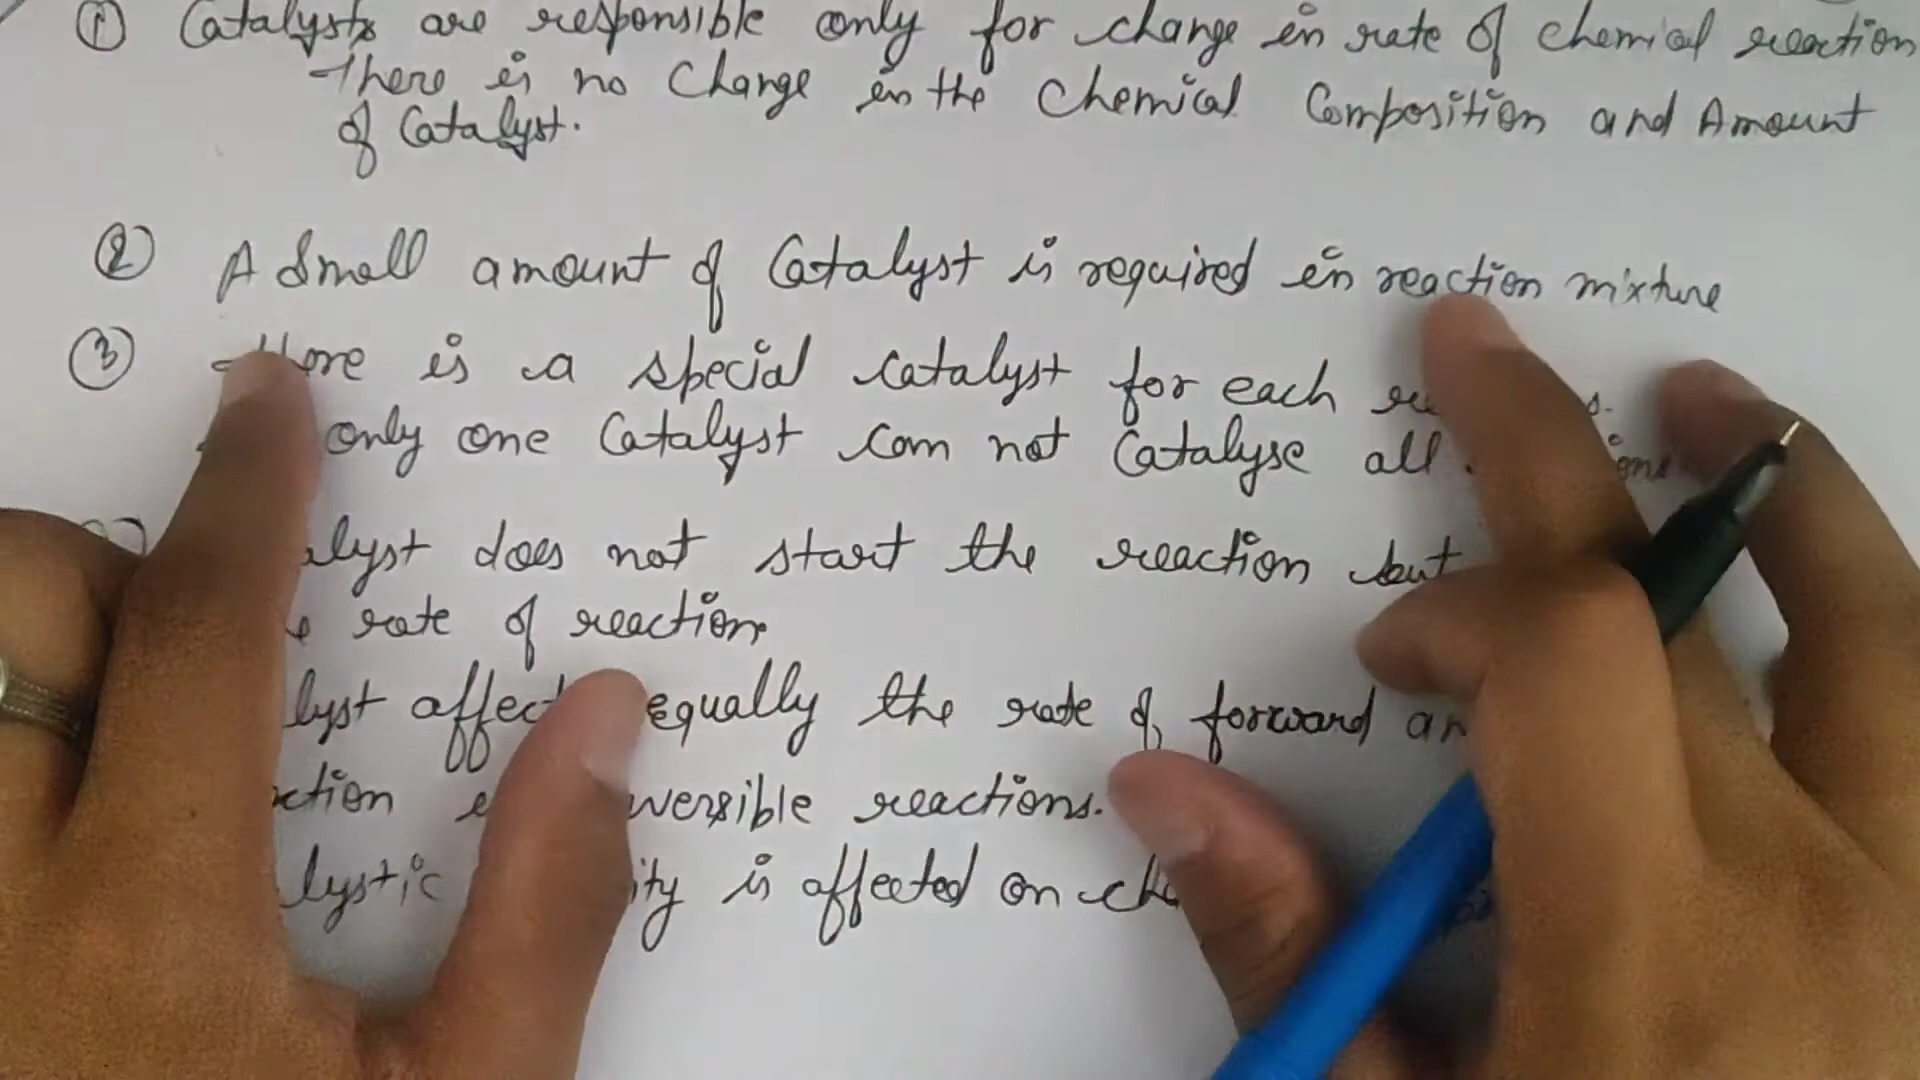 ① Catalysts are responsible only for change in rate of chemical reaction
There is no Change in the Chemical Composition and Amount
of Catalyst.
② A Small amount of Catalyst is required in reaction mixture
③ is a special catalyst for each
only one Catalyst can not Catalyse all
does not start the reaction but
rate of reaction
equally the rate of forward
reactions.
is affected on